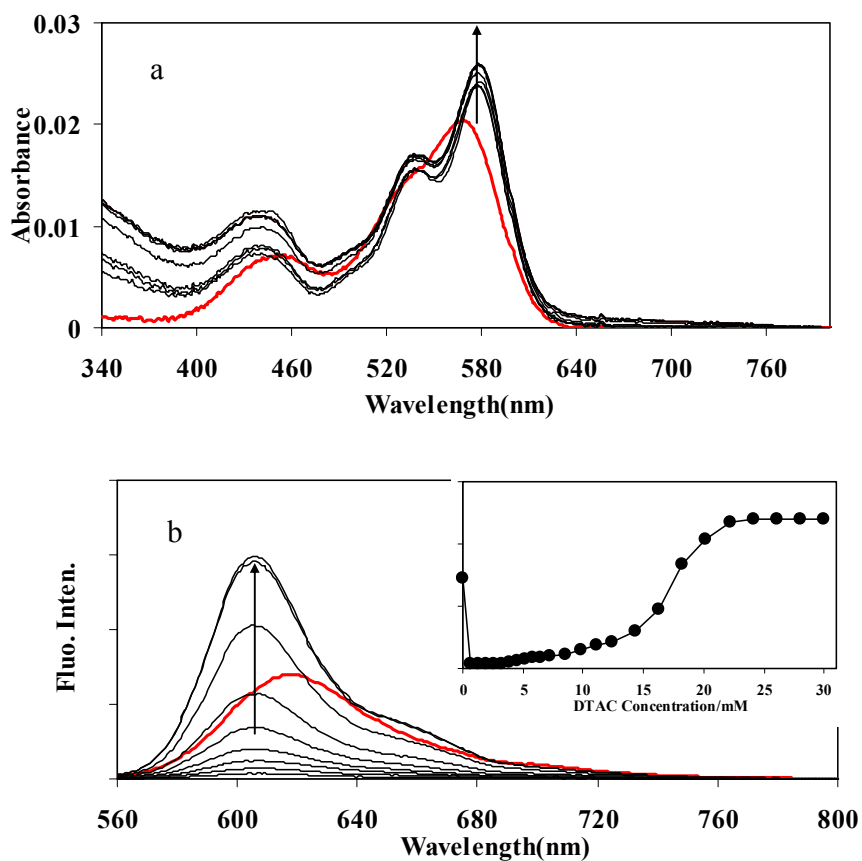 0.03
a
0.02
0.01
0
Absorbance
340 400 460 520 580 640 700 760
Wavelength(nm)
b
Fluo. Inten.
0 5 10 15 20 25 30
DTAC Concentration/mM
560 600 640 680 720 760 800
Wavelength(nm)